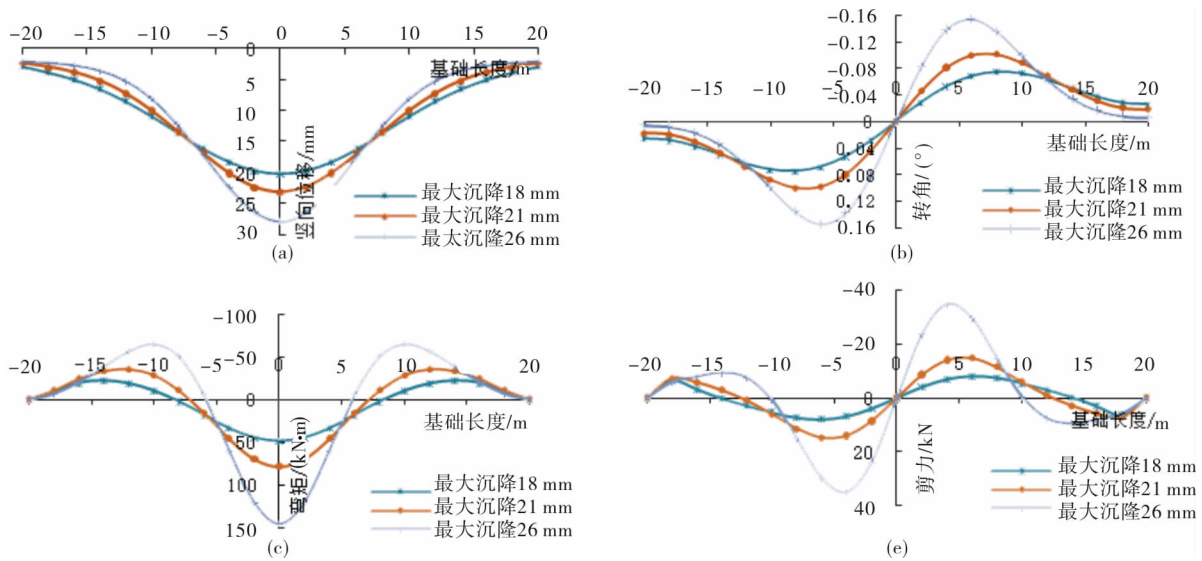 -20 -15 -10 -5 0 5 10 15 20
基础长度/m
5
10
15
20
25
30
竖向位移/mm
最大沉降18 mm
最大沉降21 mm
最太沉隆26 mm
(a)
-0.16
-0.12
-0.08
-0.04
-20 -15 -10 -5 0 5 10 15 20
基础长度/m
0.04
0.08
0.12
0.16
转角/(°)
最大沉降18 mm
最大沉降21 mm
最大沉隆26 mm
(b)
-100
-50
-20 -15 -10 -5 0 5 10 15 20
基础长度/m
50
100
150
弯矩/(kN·m)
最大沉降18 mm
最大沉降21 mm
最大沉降26 mm
(c)
-40
-20
-20 -15 -10 -5 0 5 10 15 20
基础长度/m
0
20
40
剪力/kN
最大沉降18 mm
最大沉降21 mm
最大沉隆26 mm
(e)